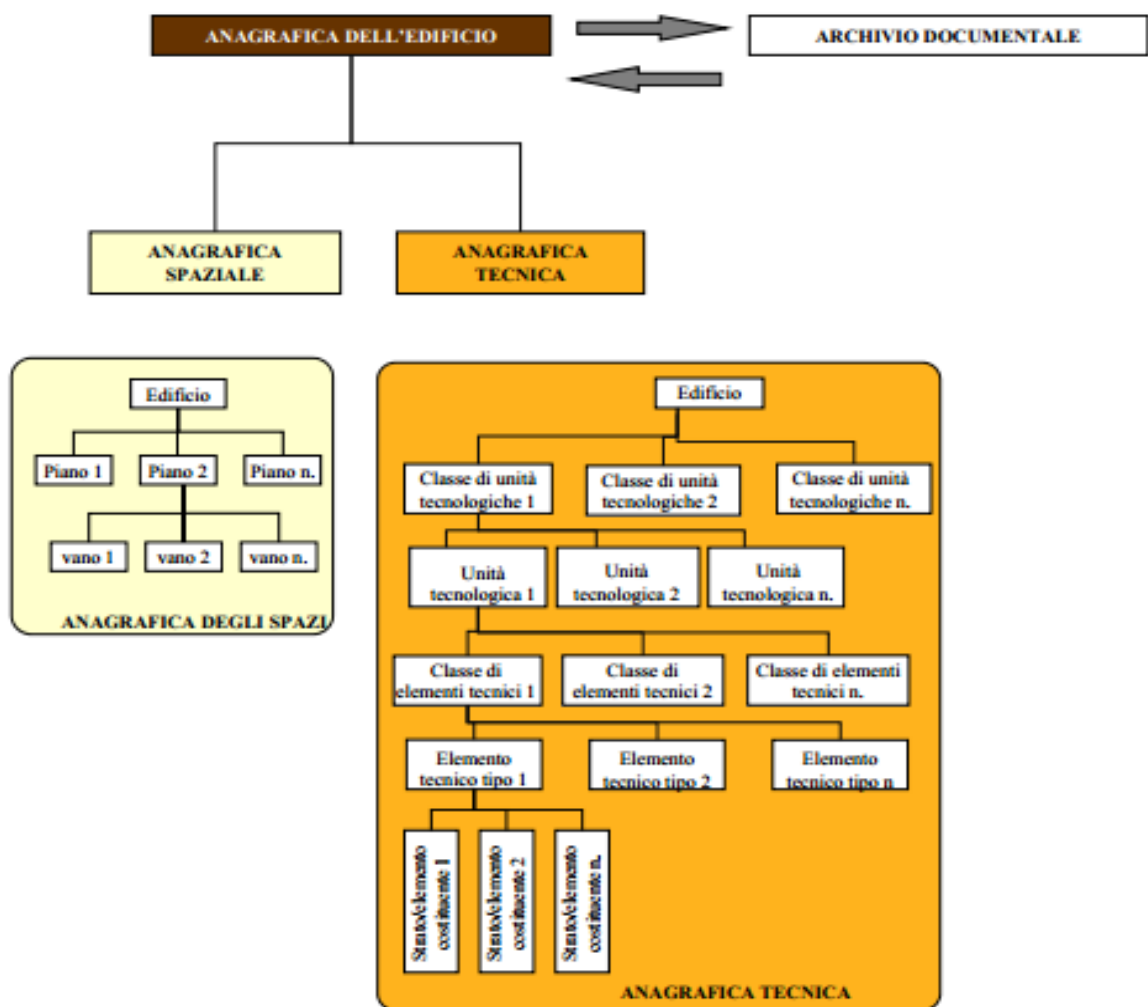 ANAGRAFICA DELL'EDIFICIO
ARCHIVIO DOCUMENTALE
ANAGRAFICA
SPAZIALE
ANAGRAFICA
TECNICA
Edificio
Piano 1
Piano 2
Piano n.
vano 1
vano 2
vano n.
ANAGRAFICA DEGLI SPAZI
Edificio
Classe di unità
tecnologiche 1
Classe di unità
tecnologiche 2
Classe di unità
tecnologiche n.
Unità
tecnologica 1
Unità
tecnologica 2
Unità
tecnologica n.
Classe di
elementi tecnici 1
Classe di
elementi tecnici 2
Classe di elementi
tecnici n.
Elemento
tecnico tipo 1
Elemento
tecnico tipo 2
Elemento
tecnico tipo n
Strato/elemento
costituente 1
Strato/elemento
costituente 2
Strato/elemento
costituente n.
ANAGRAFICA TECNICA